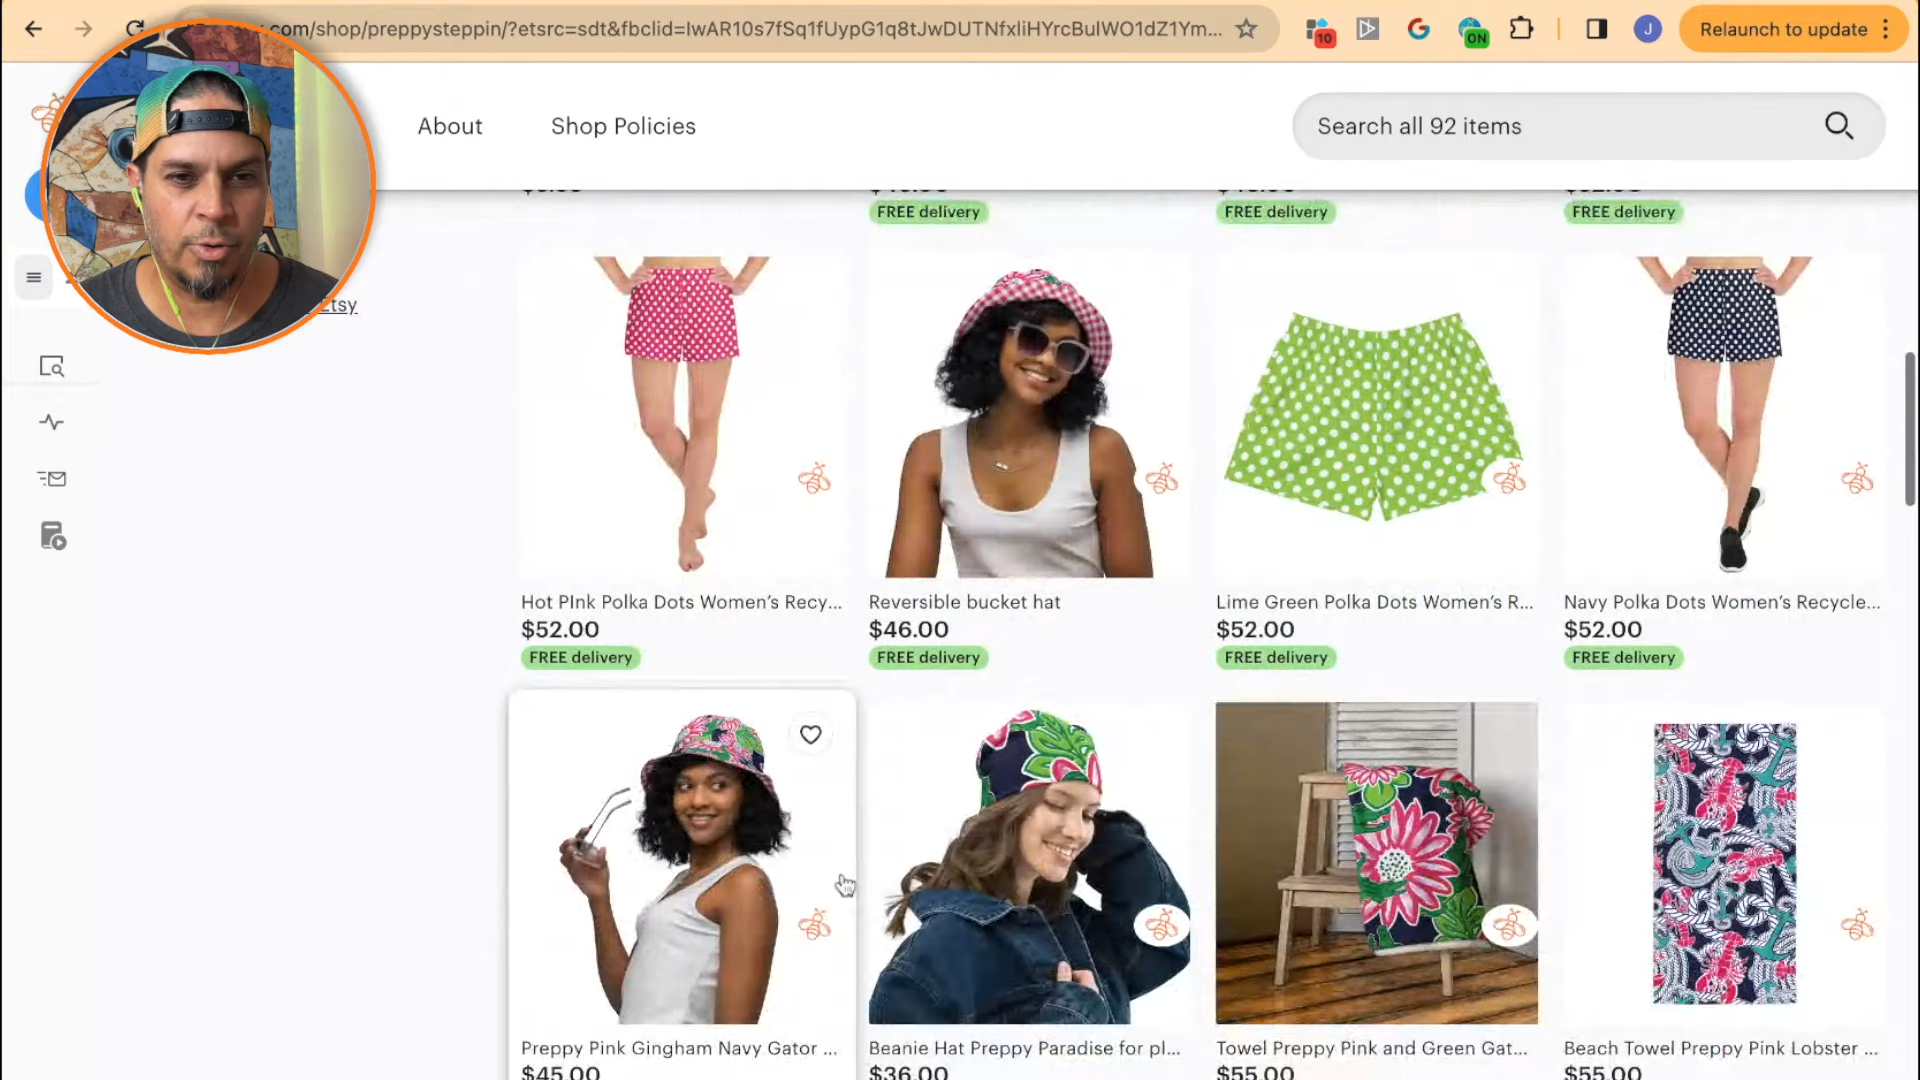 .com/shop/preppysteppin/?etsrc=sdt&fbclid=IwAR10s7fSq1fUypG1q8tJwDUTNfxliHYrcBulWO1dZ1Ym...
10
ON
J
Relaunch to update
About
Shop Policies
Search all 92 items
FREE delivery
FREE delivery
FREE delivery
Etsy
Hot PInk Polka Dots Women's Recy...
$52.00
FREE delivery
Reversible bucket hat
$46.00
FREE delivery
Lime Green Polka Dots Women's R...
$52.00
FREE delivery
Navy Polka Dots Women's Recycle...
$52.00
FREE delivery
Preppy Pink Gingham Navy Gator ...
$45.00
Beanie Hat Preppy Paradise for pl...
$36.00
Towel Preppy Pink and Green Gat...
$55.00
Beach Towel Preppy Pink Lobster ...
$55.00